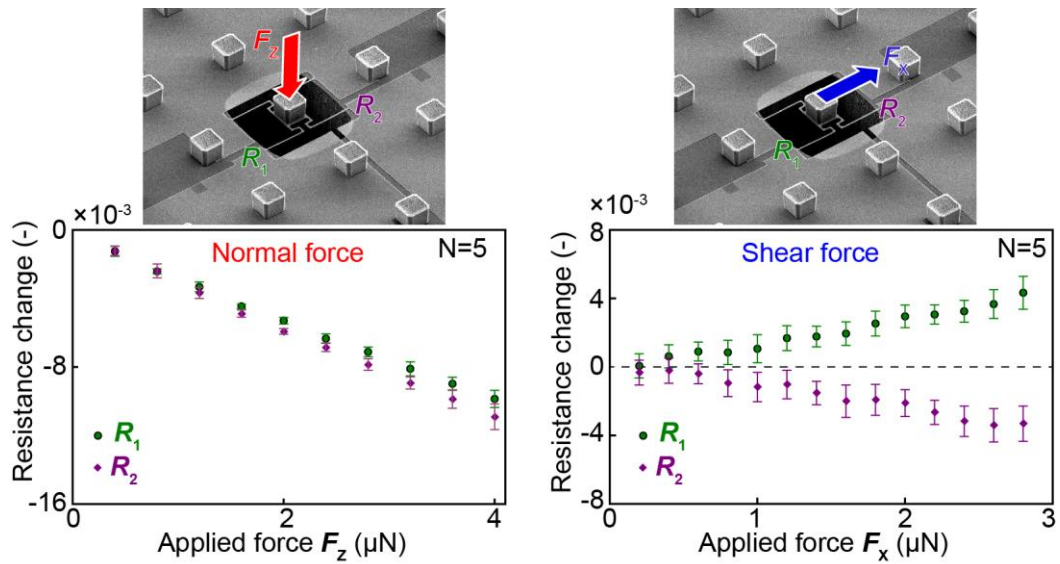 F_z
R_2
R_1
F_x
R_2
R_1
×10^-3
0
-8
-16
Resistance change (-)
Normal force
N=5
R_1
R_2
0
2
4
Applied force F_z (μN)
×10^-3
8
4
0
-4
-8
Resistance change (-)
Shear force
N=5
R_1
R_2
0
1
2
3
Applied force F_x (μN)